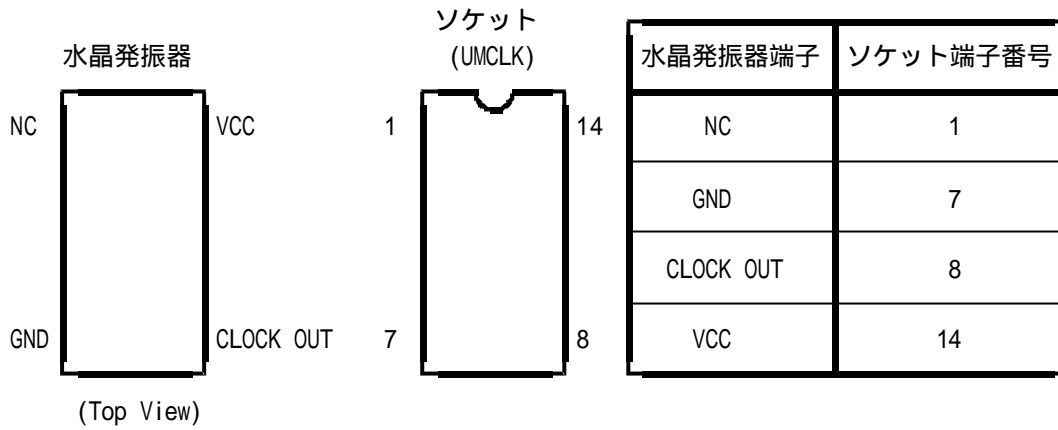 水晶発振器
NC
VCC
GND
CLOCK OUT
(Top View)
ソケット
(UMCLK)
1
14
7
8
水晶発振器端子 ソケット端子番号
NC 1
GND 7
CLOCK OUT 8
VCC 14